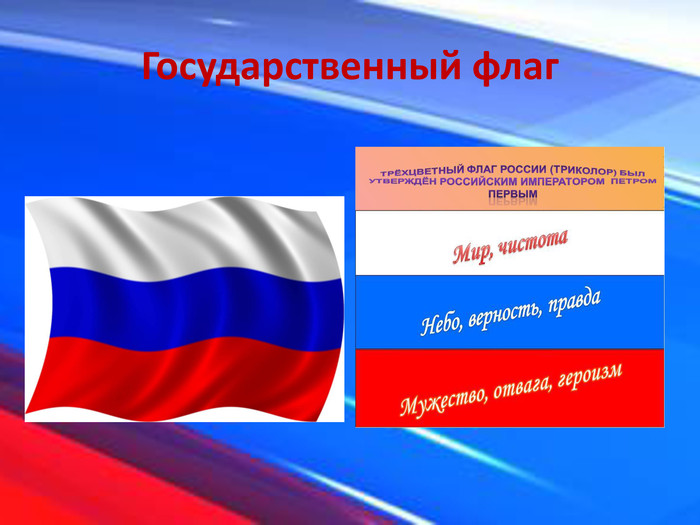 Государственный флаг
ТРЁХЦВЕТНЫЙ ФЛАГ РОССИИ (ТРИКОЛОР) БЫЛ
УТВЕРЖДЁН РОССИЙСКИМ ИМПЕРАТОРОМ ПЕТРОМ
ПЕРВЫМ
Мир, чистота
Небо, верность, правда
Мужество, отвага, героизм